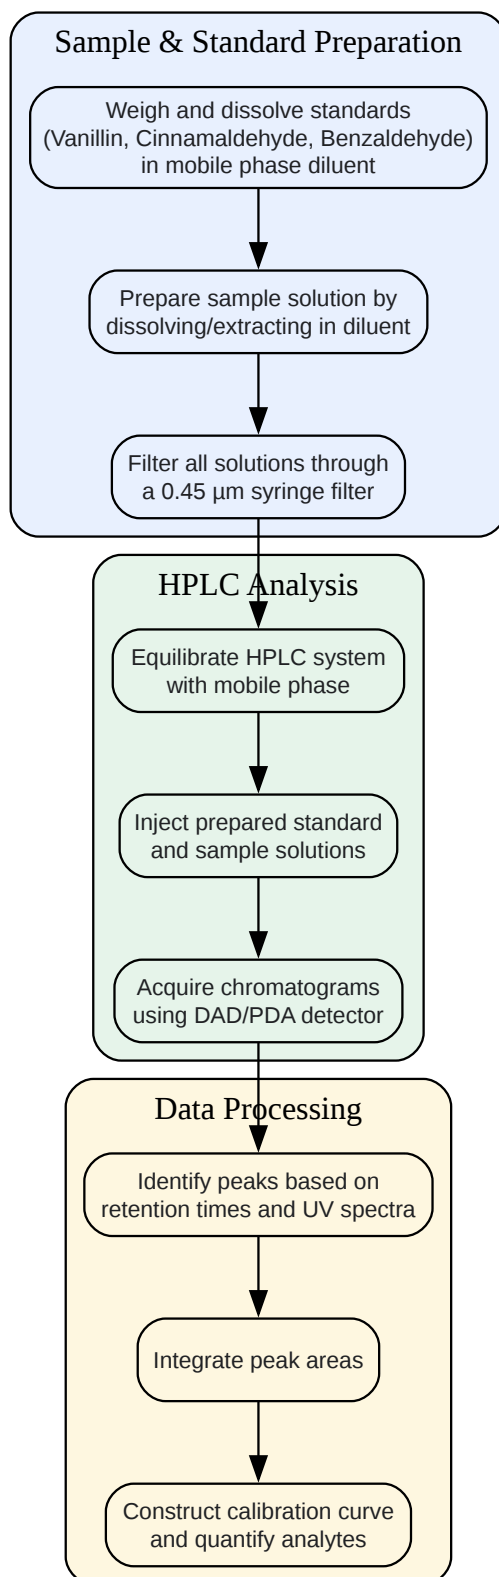 Sample & Standard Preparation
Weigh and dissolve standards
(Vanillin, Cinnamaldehyde, Benzaldehyde)
in mobile phase diluent
Prepare sample solution by
dissolving/extracting in diluent
Filter all solutions through
a 0.45 µm syringe filter
HPLC Analysis
Equilibrate HPLC system
with mobile phase
Inject prepared standard
and sample solutions
Acquire chromatograms
using DAD/PDA detector
Data Processing
Identify peaks based on
retention times and UV spectra
Integrate peak areas
Construct calibration curve
and quantify analytes